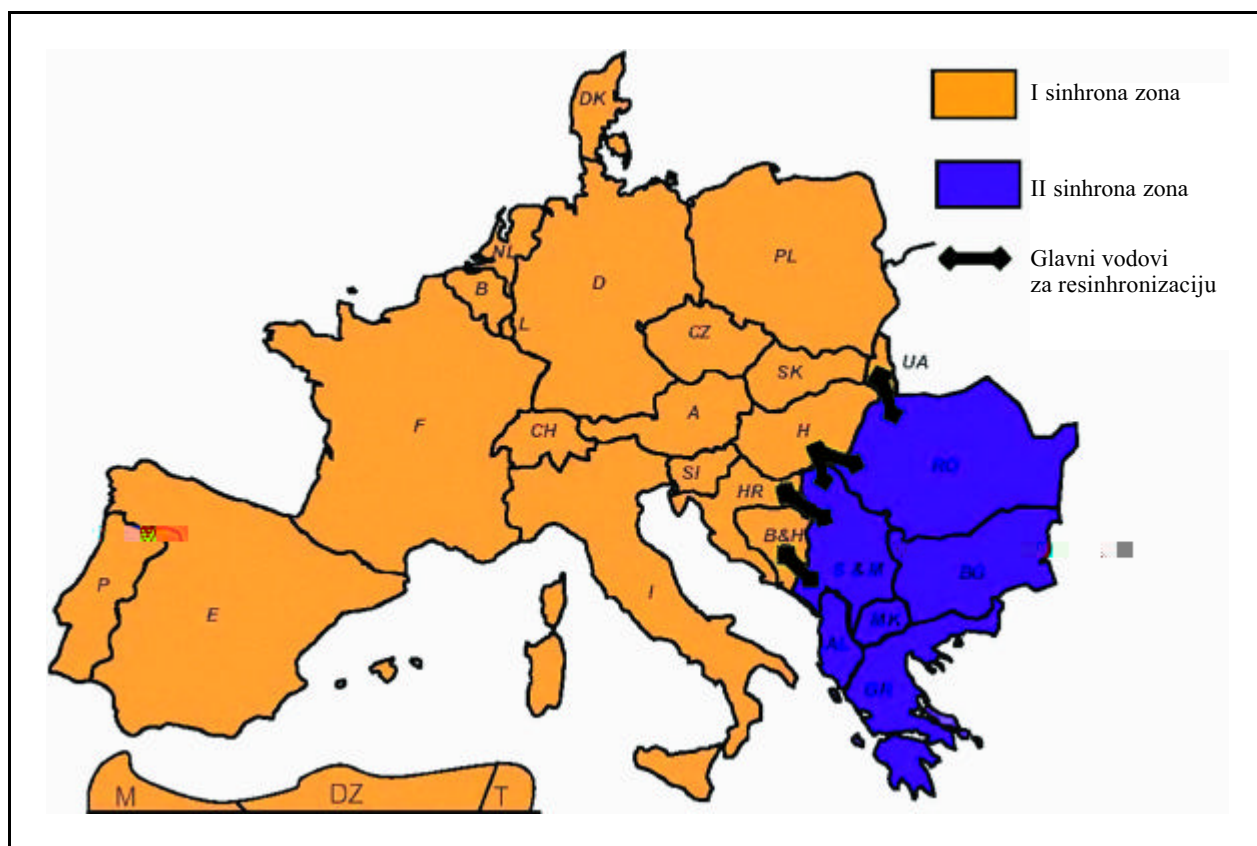 I sinhrona zona
II sinhrona zona
Glavni vodovi
za resinhronizaciju
DK
NL
B
L
D
PL
CZ
SK
UA
F
CH
A
H
RO
SI
HR
B&H
S & M
BG
MK
AL
GR
P
E
I
M
DZ
T